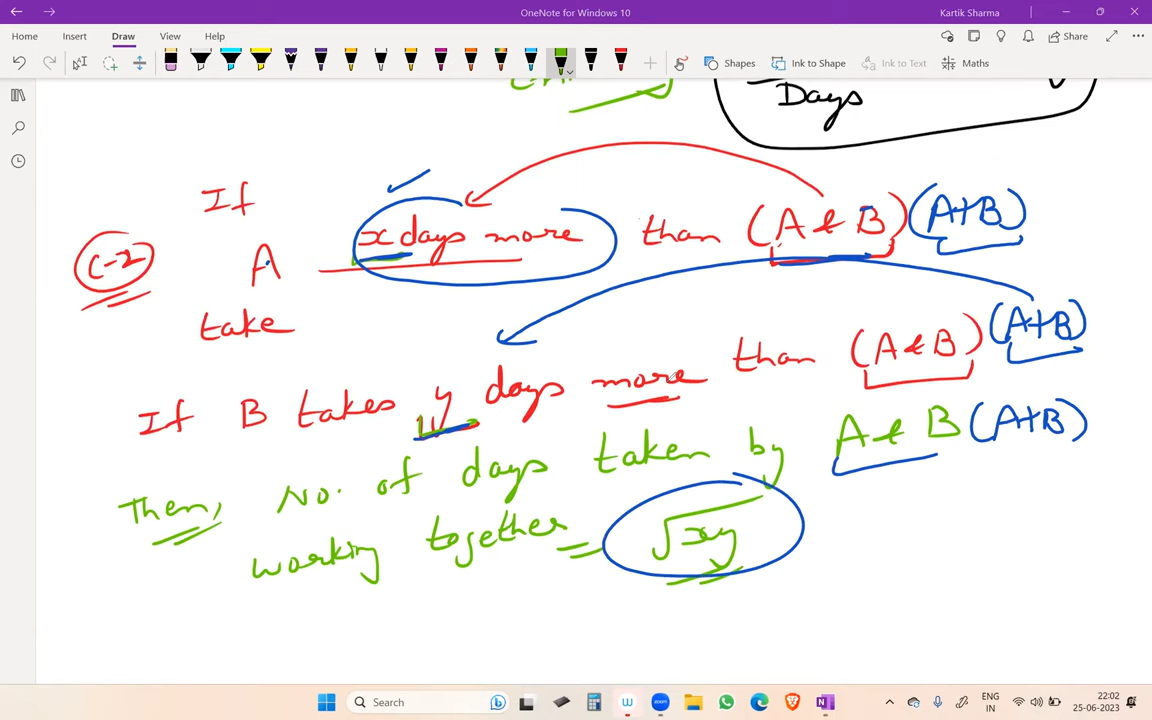 OneNote for Windows 10
Kartik Sharma
Home Insert Draw View Help
Share
Shapes Ink to Shape Ink to Text Maths
Days
If
x days more than (A & B) (A+B)
C-2 A
take
(A+B)
If B takes y days more than (A & B)
Then, No. of days taken by A & B (A+B)
working together = √xy
Search
ENG
IN
22:02
25-06-2023